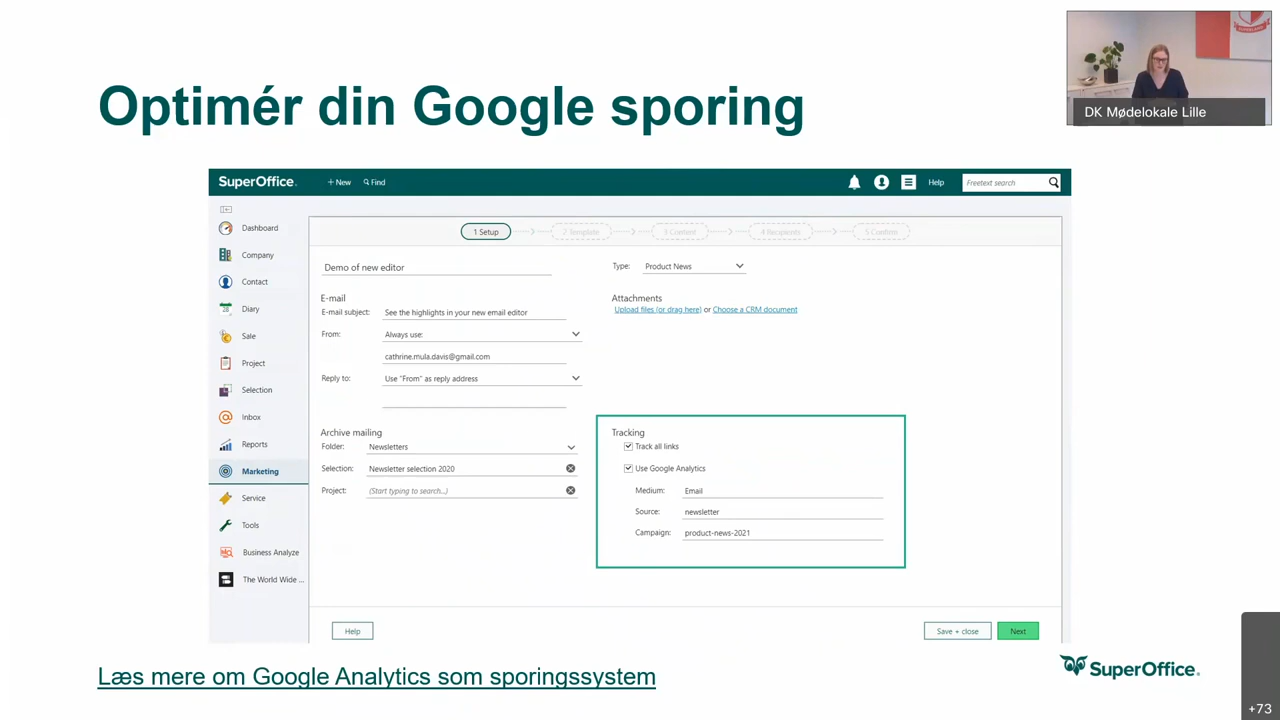 Optimér din Google sporing
DK Mødelokale Lille
SuperOffice.
+ New
Find
Help
Freetext search
Dashboard
Company
Contact
28
Diary
Sale
Project
Selection
Inbox
Reports
Marketing
Service
Tools
Business Analyze
The World Wide ...
1 Setup
2 Template
3 Content
4 Recipients
5 Confirm
Demo of new editor
Type: Product News
E-mail
E-mail subject: See the highlights in your new email editor
From: Always use:
cathrine.mula.davis@gmail.com
Reply to: Use "From" as reply address
Attachments
Upload files (or drag here) or Choose a CRM document
Archive mailing
Folder: Newsletters
Selection: Newsletter selection 2020
Project: (Start typing to search...)
Tracking
Track all links
Use Google Analytics
Medium: Email
Source: newsletter
Campaign: product-news-2021
Help
Save + close
Next
Læs mere om Google Analytics som sporingssystem
SuperOffice.
+73